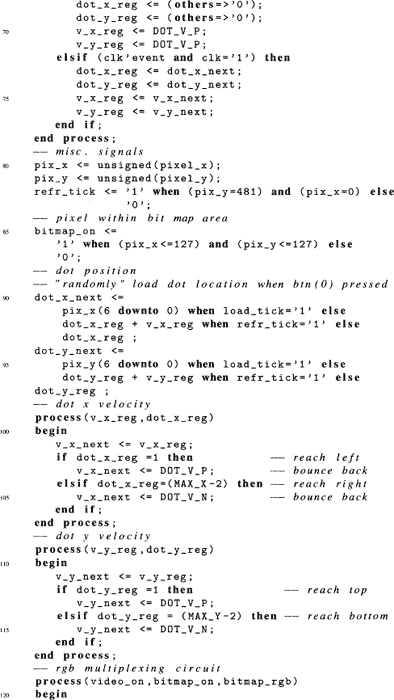 dot_x_reg <= (others=>'0');
dot_y_reg <= (others=>'0');
70 v_x_reg <= DOT_V_P;
v_y_reg <= DOT_V_P;
elsif (clk'event and clk='1') then
dot_x_reg <= dot_x_next;
dot_y_reg <= dot_y_next;
75 v_x_reg <= v_x_next;
v_y_reg <= v_y_next;
end if;
end process;
-- misc. signals
80 pix_x <= unsigned(pixel_x);
pix_y <= unsigned(pixel_y);
refr_tick <= '1' when (pix_y=481) and (pix_x=0) else
'0';
-- pixel within bit map area
85 bitmap_on <=
'1' when (pix_x<=127) and (pix_y<=127) else
'0';
-- dot position
-- "randomly" load dot location when btn(0) pressed
90 dot_x_next <=
pix_x(6 downto 0) when load_tick='1' else
dot_x_reg + v_x_reg when refr_tick='1' else
dot_x_reg ;
dot_y_next <=
95 pix_y(6 downto 0) when load_tick='1' else
dot_y_reg + v_y_reg when refr_tick='1' else
dot_y_reg ;
-- dot x velocity
process(v_x_reg,dot_x_reg)
100 begin
v_x_next <= v_x_reg;
if dot_x_reg =1 then -- reach left
v_x_next <= DOT_V_P; -- bounce back
elsif dot_x_reg=(MAX_X-2) then -- reach right
105 v_x_next <= DOT_V_N; -- bounce back
end if;
end process;
-- dot y velocity
process(v_y_reg,dot_y_reg)
110 begin
v_y_next <= v_y_reg;
if dot_y_reg =1 then -- reach top
v_y_next <= DOT_V_P;
elsif dot_y_reg = (MAX_Y-2) then -- reach bottom
115 v_y_next <= DOT_V_N;
end if;
end process;
-- rgb multiplexing circuit
process(video_on,bitmap_on,bitmap_rgb)
120 begin